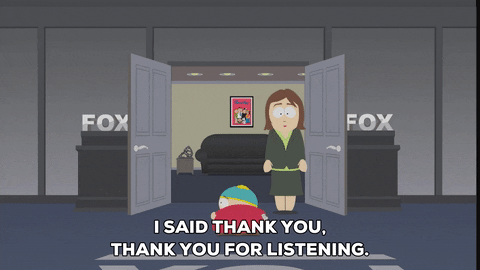 FOX
FOX
I SAID THANK YOU,
THANK YOU FOR LISTENING.